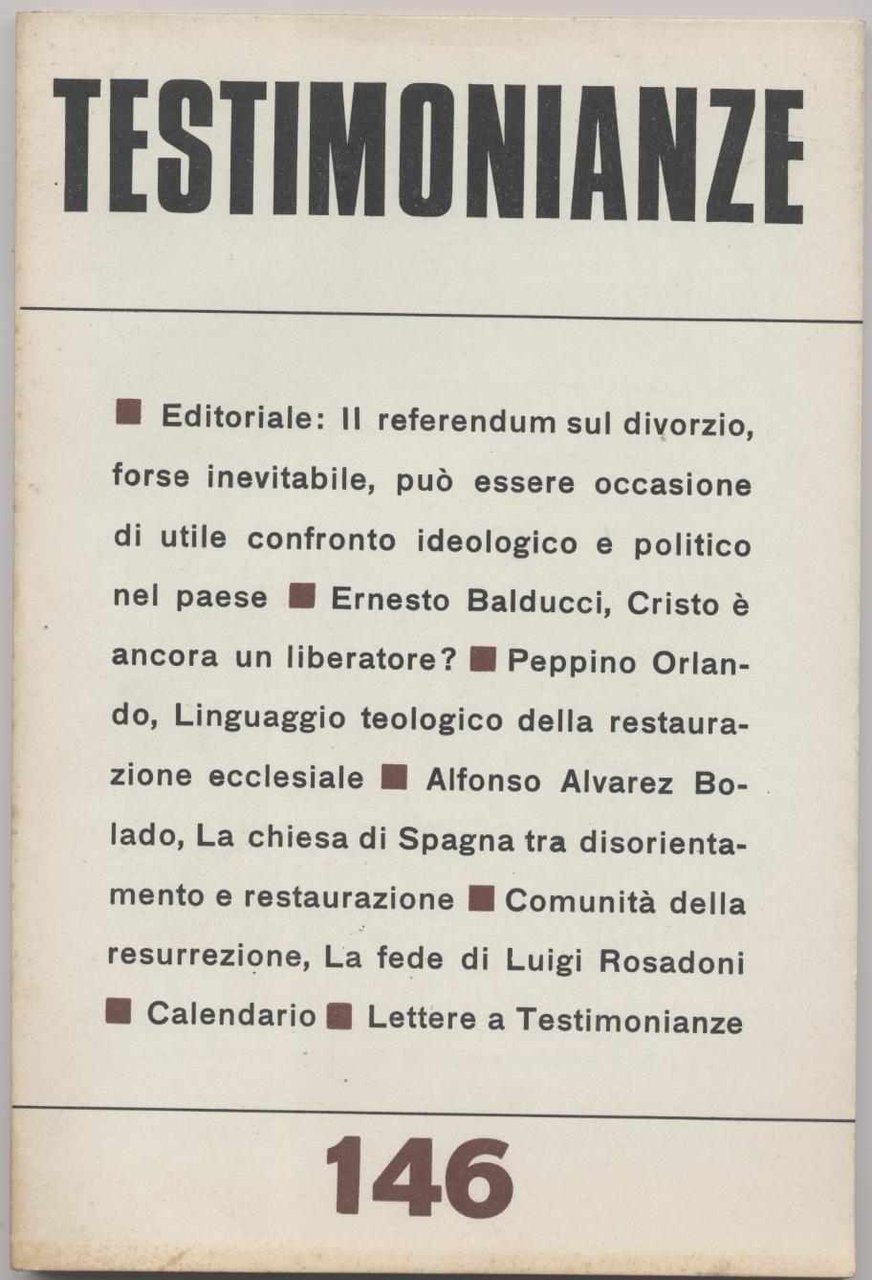 TESTIMONIANZE
■ Editoriale: Il referendum sul divorzio,
forse inevitabile, può essere occasione
di utile confronto ideologico e politico
nel paese ■ Ernesto Balducci, Cristo è
ancora un liberatore? ■ Peppino Orlan-
do, Linguaggio teologico della restaura-
zione ecclesiale ■ Alfonso Alvarez Bo-
lado, La chiesa di Spagna tra disorienta-
mento e restaurazione ■ Comunità della
resurrezione, La fede di Luigi Rosadoni
■ Calendario ■ Lettere a Testimonianze
146